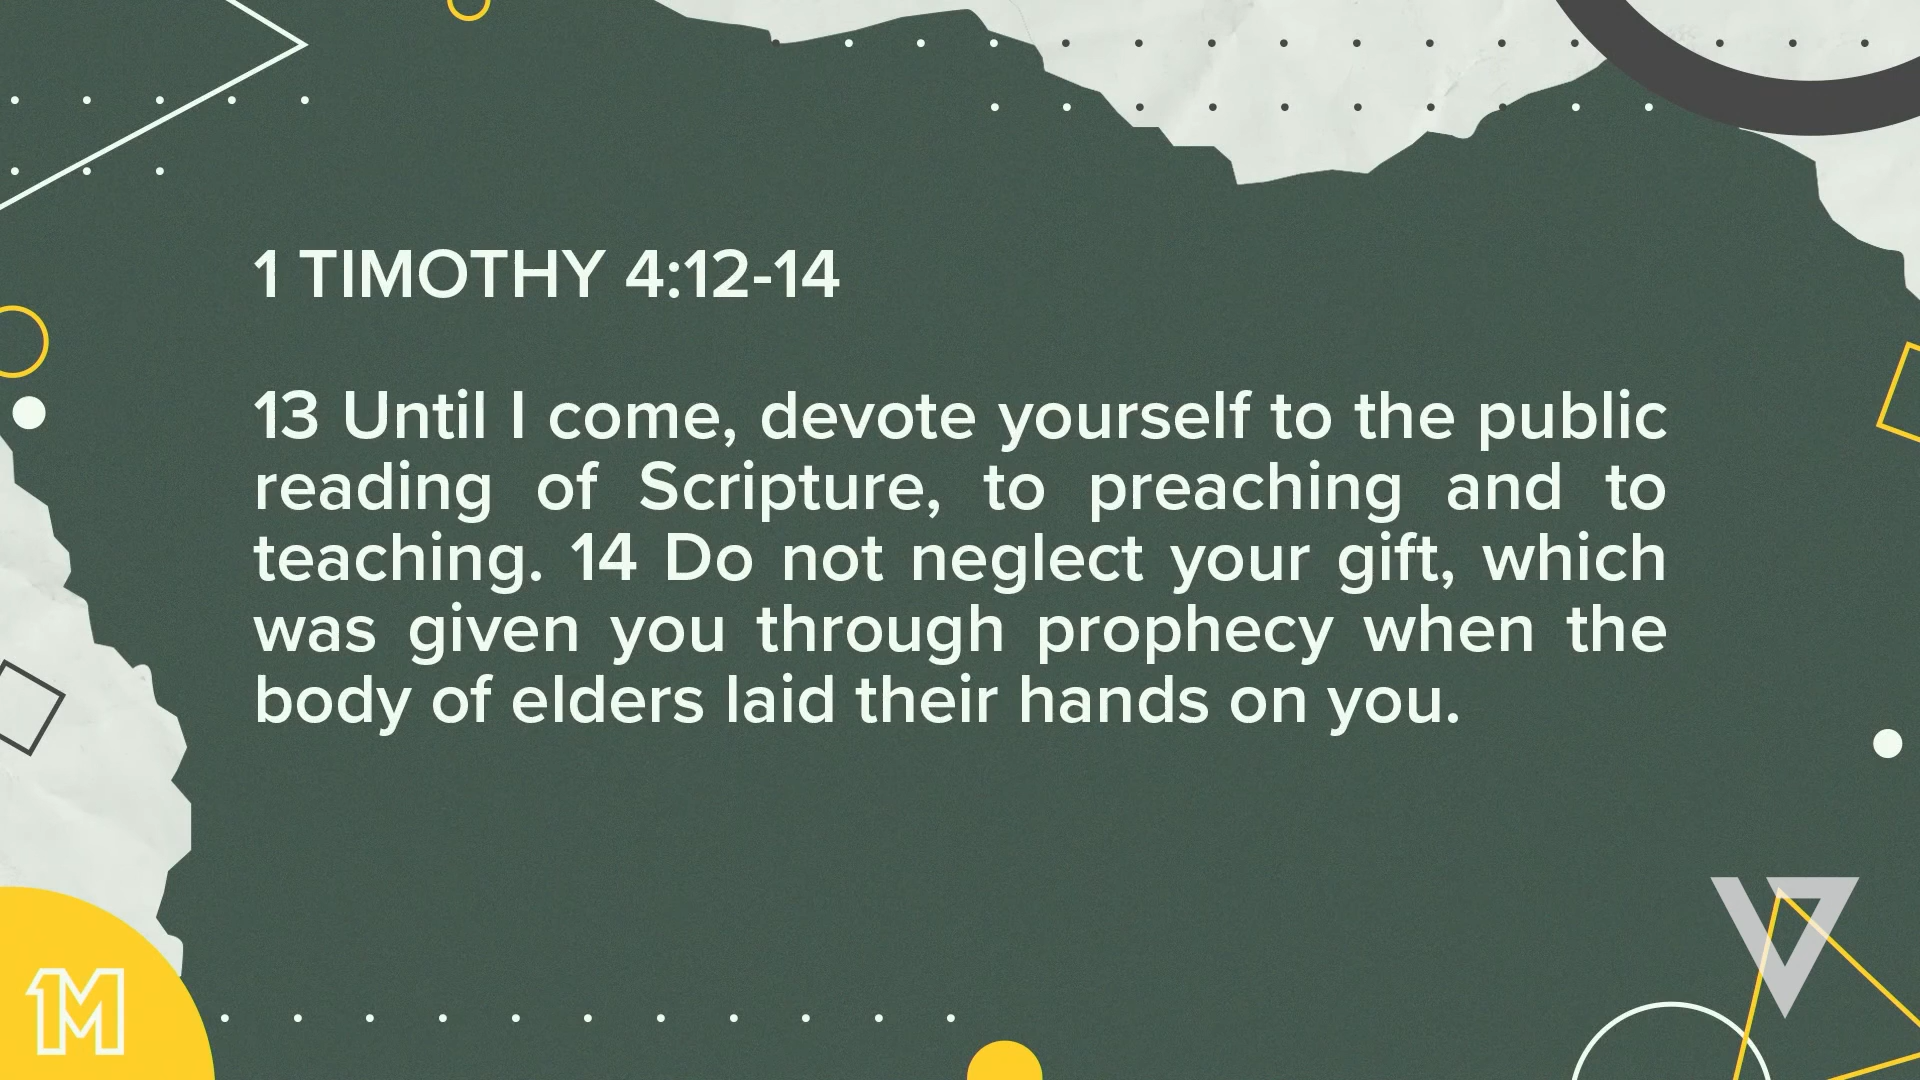 1 TIMOTHY 4:12-14
13 Until I come, devote yourself to the public
reading of Scripture, to preaching and to
teaching. 14 Do not neglect your gift, which
was given you through prophecy when the
body of elders laid their hands on you.
1M